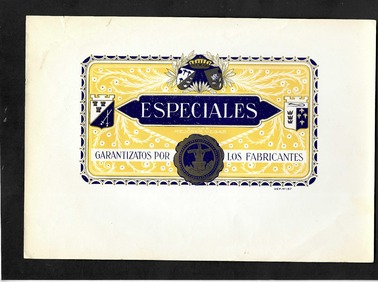 ESPECIALES
GARANTIZATOS POR LOS FABRICANTES